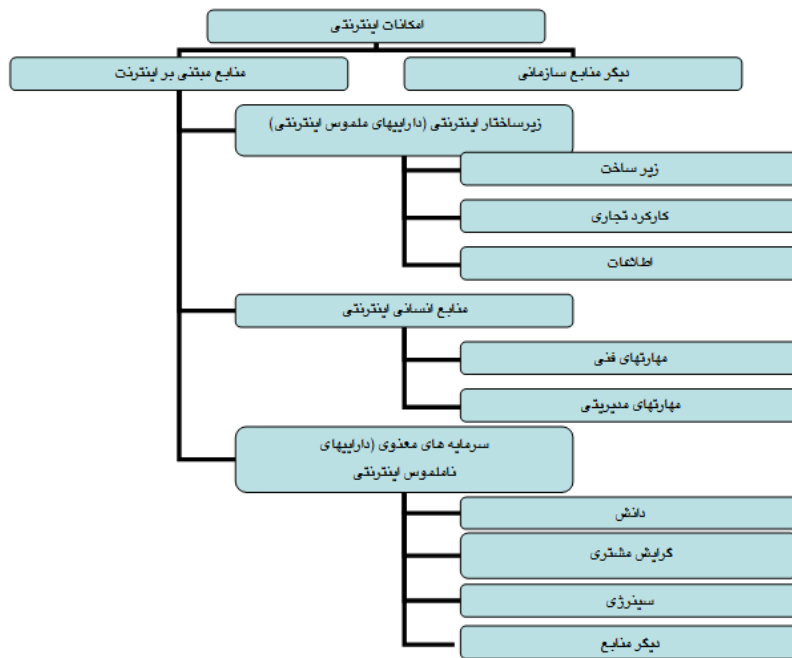 امکانات اینترنتی
دیگر منابع سازمانی
منابع مبتنی بر اینترنت
زیرساختار اینترنتی (داراییهای ملموس اینترنتی)
زیر ساخت
کارکرد تجاری
اطلاعات
منابع انسانی اینترنتی
مهارتهای فنی
مهارتهای مدیریتی
سرمایه های معنوی (داراییهای
ناملموس اینترنتی
دانش
گرایش مشتری
سینرژی
دیگر منابع